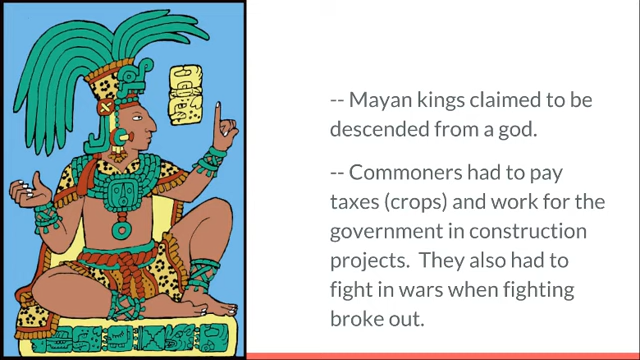 -- Mayan kings claimed to be
descended from a god.
-- Commoners had to pay
taxes (crops) and work for the
government in construction
projects.  They also had to
fight in wars when fighting
broke out.